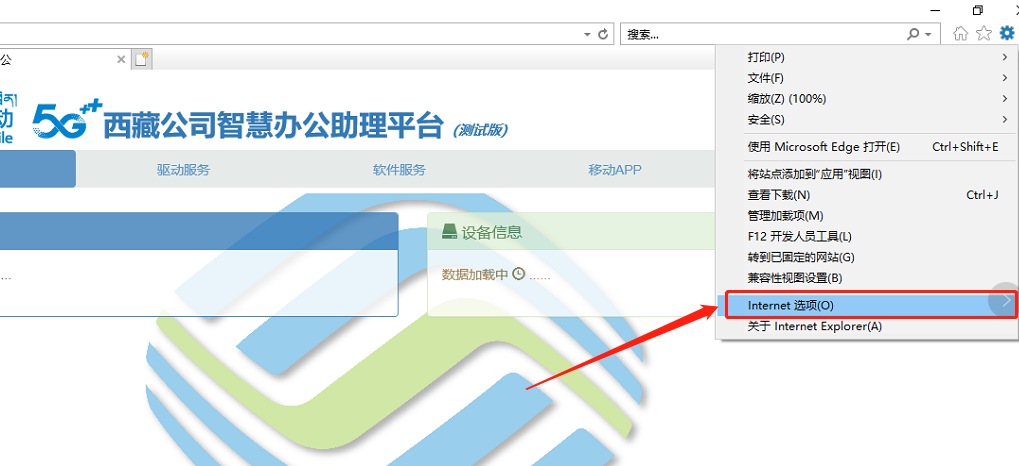 搜索...
公
打印(P)
文件(F)
缩放(Z) (100%)
安全(S)
使用 Microsoft Edge 打开(E) Ctrl+Shift+E
将站点添加到"应用"视图(I)
查看下载(N) Ctrl+J
管理加载项(M)
F12 开发人员工具(L)
转到已固定的网站(G)
兼容性视图设置(B)
Internet 选项(O)
关于 Internet Explorer(A)
动
ile
5G++
西藏公司智慧办公助理平台 (测试版)
驱动服务 软件服务 移动APP
设备信息
...
数据加载中 ......